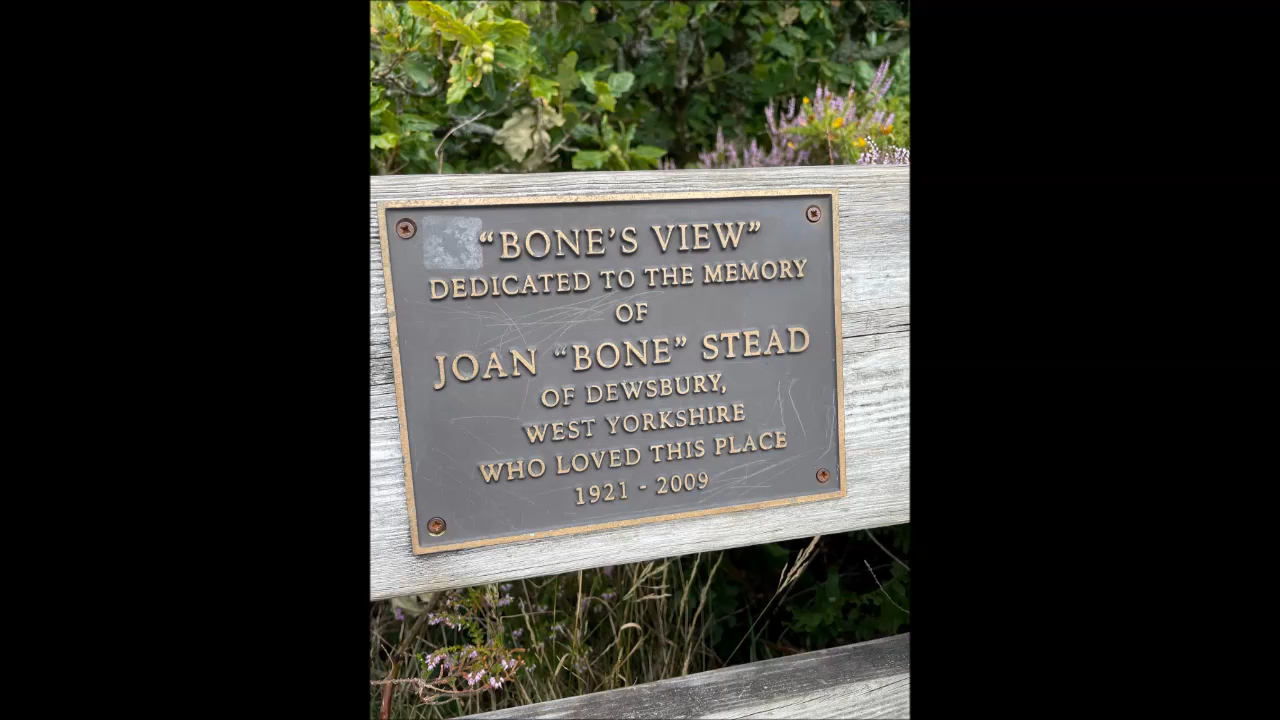 “BONE’S VIEW”
DEDICATED TO THE MEMORY
OF
JOAN “BONE” STEAD
OF DEWSBURY,
WEST YORKSHIRE
WHO LOVED THIS PLACE
1921 - 2009